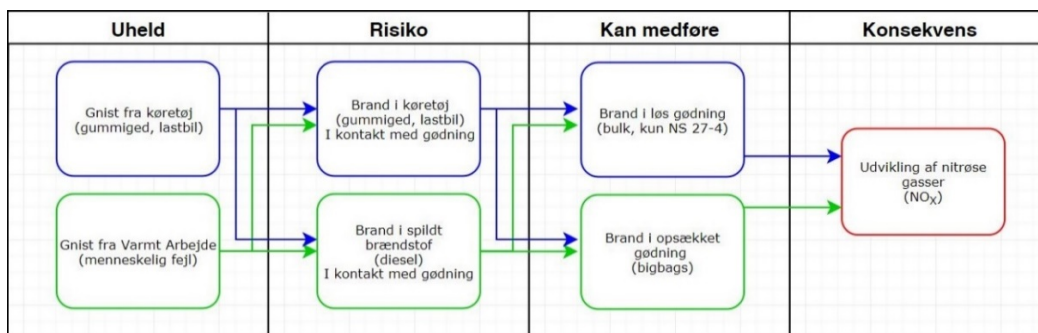 Uheld
Risiko
Kan medføre
Konsekvens
Gnist fra køretøj
(gummiged, lastbil)
Brand i køretøj
(gummiged, lastbil)
I kontakt med gødning
Brand i løs gødning
(bulk, kun NS 27-4)
Udvikling af nitrøse
gasser
(NOX)
Gnist fra Varmt Arbejde
(menneskelig fejl)
Brand i spildt
brændstof
(diesel)
I kontakt med gødning
Brand i opsækket
gødning
(bigbags)